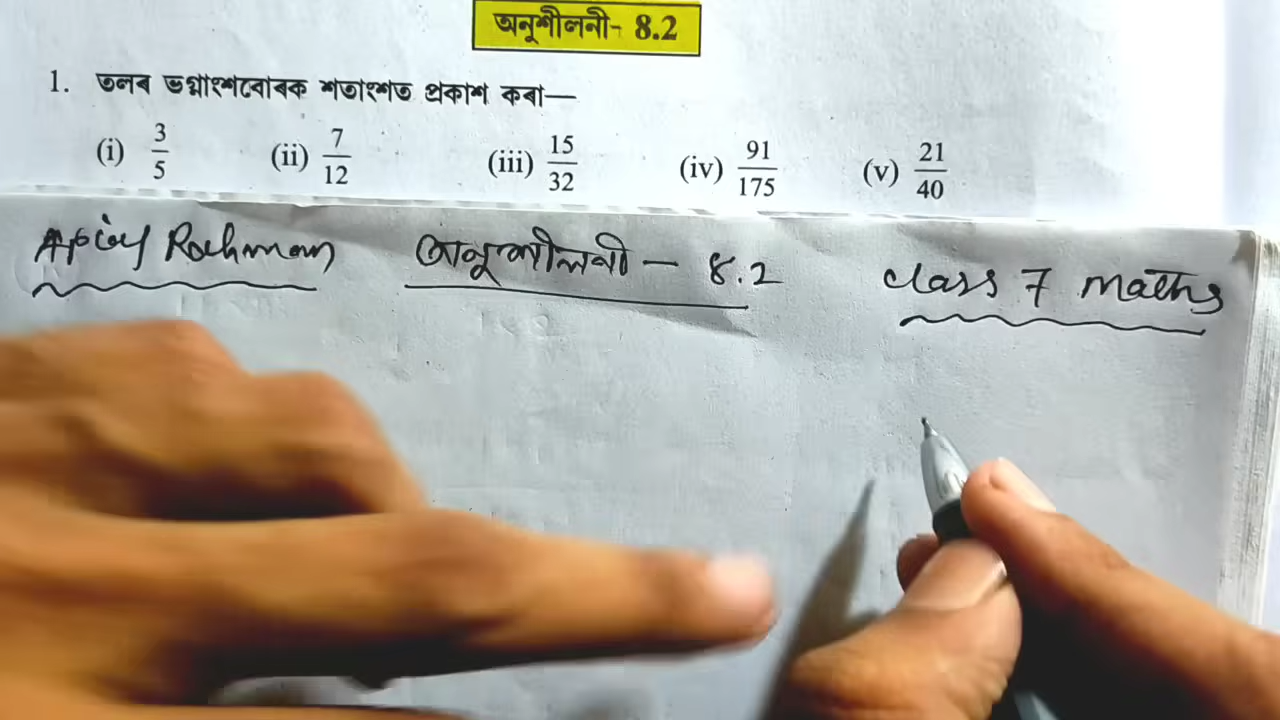 অনুশীলনী- 8.2
1. তলৰ ভগ্নাংশবোৰক শতাংশত প্ৰকাশ কৰা—
(i) 3/5 (ii) 7/12 (iii) 15/32 (iv) 91/175 (v) 21/40
Rahman অনুশীলনী — 8.2 class 7 maths